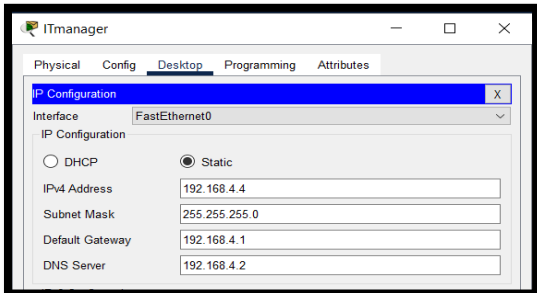 ITmanager
Physical Config Desktop Programming Attributes
IP Configuration X
Interface FastEthernet0
IP Configuration
DHCP Static
IPv4 Address 192.168.4.4
Subnet Mask 255.255.255.0
Default Gateway 192.168.4.1
DNS Server 192.168.4.2